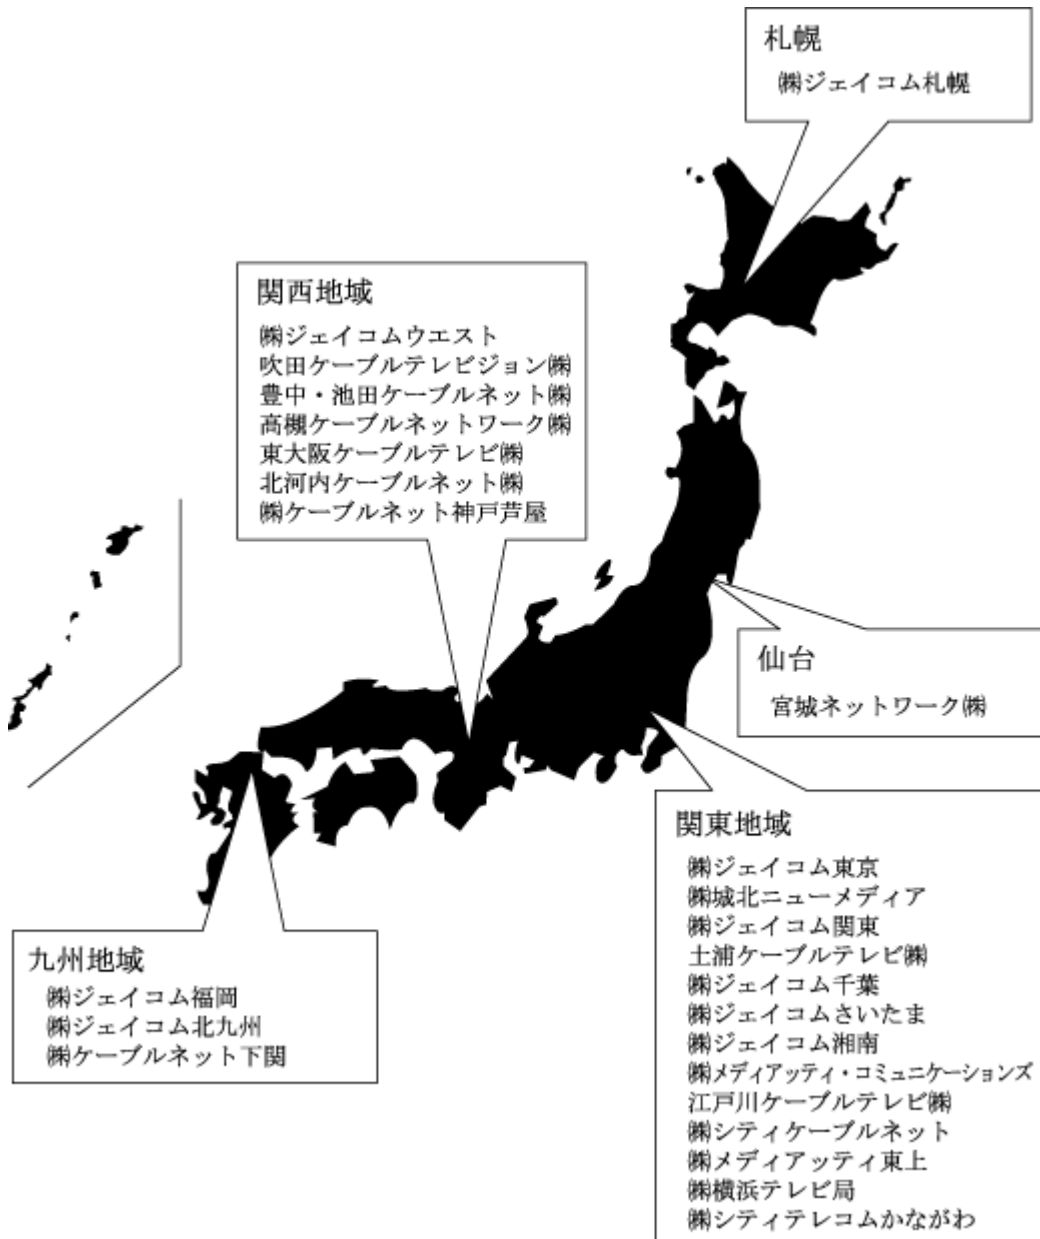 札幌
㈱ジェイコム札幌
関西地域
㈱ジェイコムウエスト
吹田ケーブルテレビジョン㈱
豊中・池田ケーブルネット㈱
高槻ケーブルネットワーク㈱
東大阪ケーブルテレビ㈱
北河内ケーブルネット㈱
㈱ケーブルネット神戸芦屋
仙台
宮城ネットワーク㈱
関東地域
㈱ジェイコム東京
㈱城北ニューメディア
㈱ジェイコム関東
土浦ケーブルテレビ㈱
㈱ジェイコム千葉
㈱ジェイコムさいたま
㈱ジェイコム湘南
㈱メディアッティ・コミュニケーションズ
江戸川ケーブルテレビ㈱
㈱シティケーブルネット
㈱メディアッティ東上
㈱横浜テレビ局
㈱シティテレコムかながわ
九州地域
㈱ジェイコム福岡
㈱ジェイコム北九州
㈱ケーブルネット下関